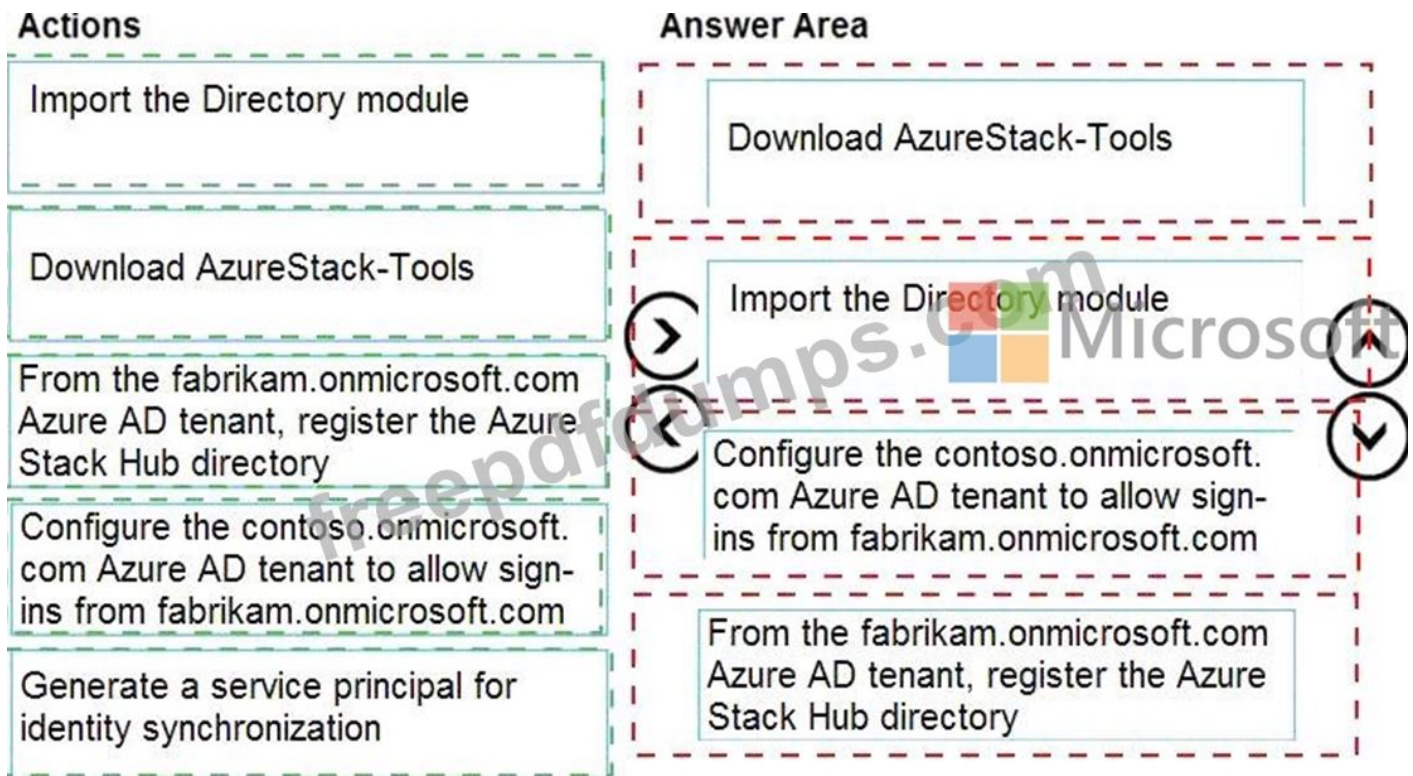 Actions
Import the Directory module
Download AzureStack-Tools
From the fabrikam.onmicrosoft.com
Azure AD tenant, register the Azure
Stack Hub directory
Configure the contoso.onmicrosoft.
com Azure AD tenant to allow sign-
ins from fabrikam.onmicrosoft.com
Generate a service principal for
identity synchronization
Answer Area
Download AzureStack-Tools
Import the Directory module
Configure the contoso.onmicrosoft.
com Azure AD tenant to allow sign-
ins from fabrikam.onmicrosoft.com
From the fabrikam.onmicrosoft.com
Azure AD tenant, register the Azure
Stack Hub directory
Microsoft
freepdfdumps.com